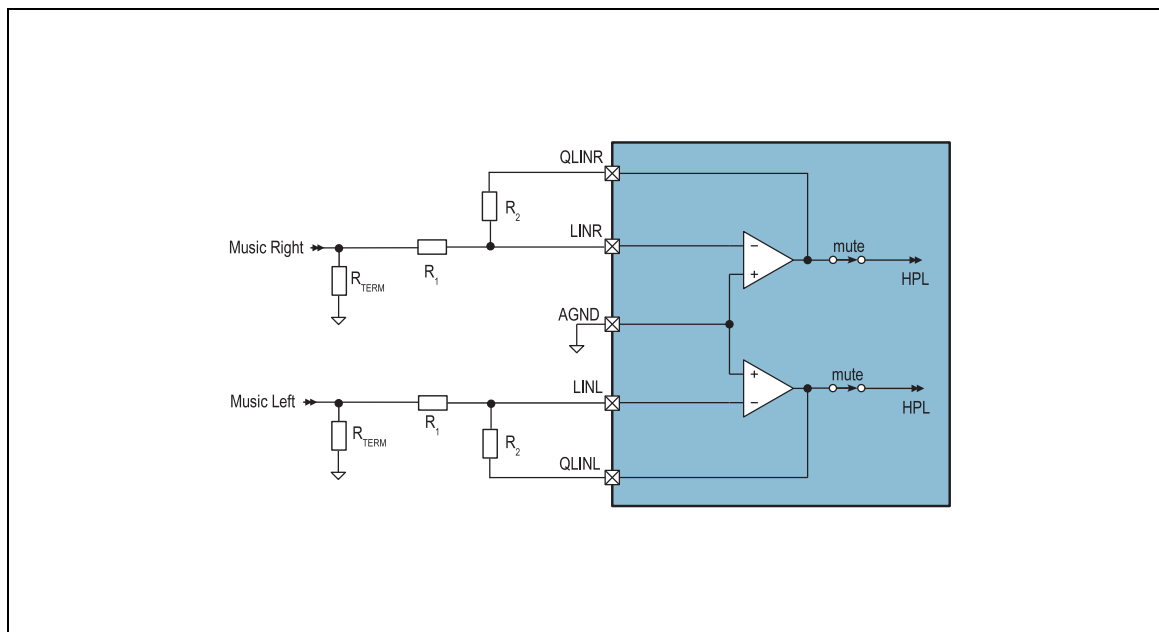 QLINR
R2
LINR
mute
Music Right
R1
HPL
RTERM
AGND
mute
LINL
Music Left
HPL
R1
RTERM
R2
QLINL